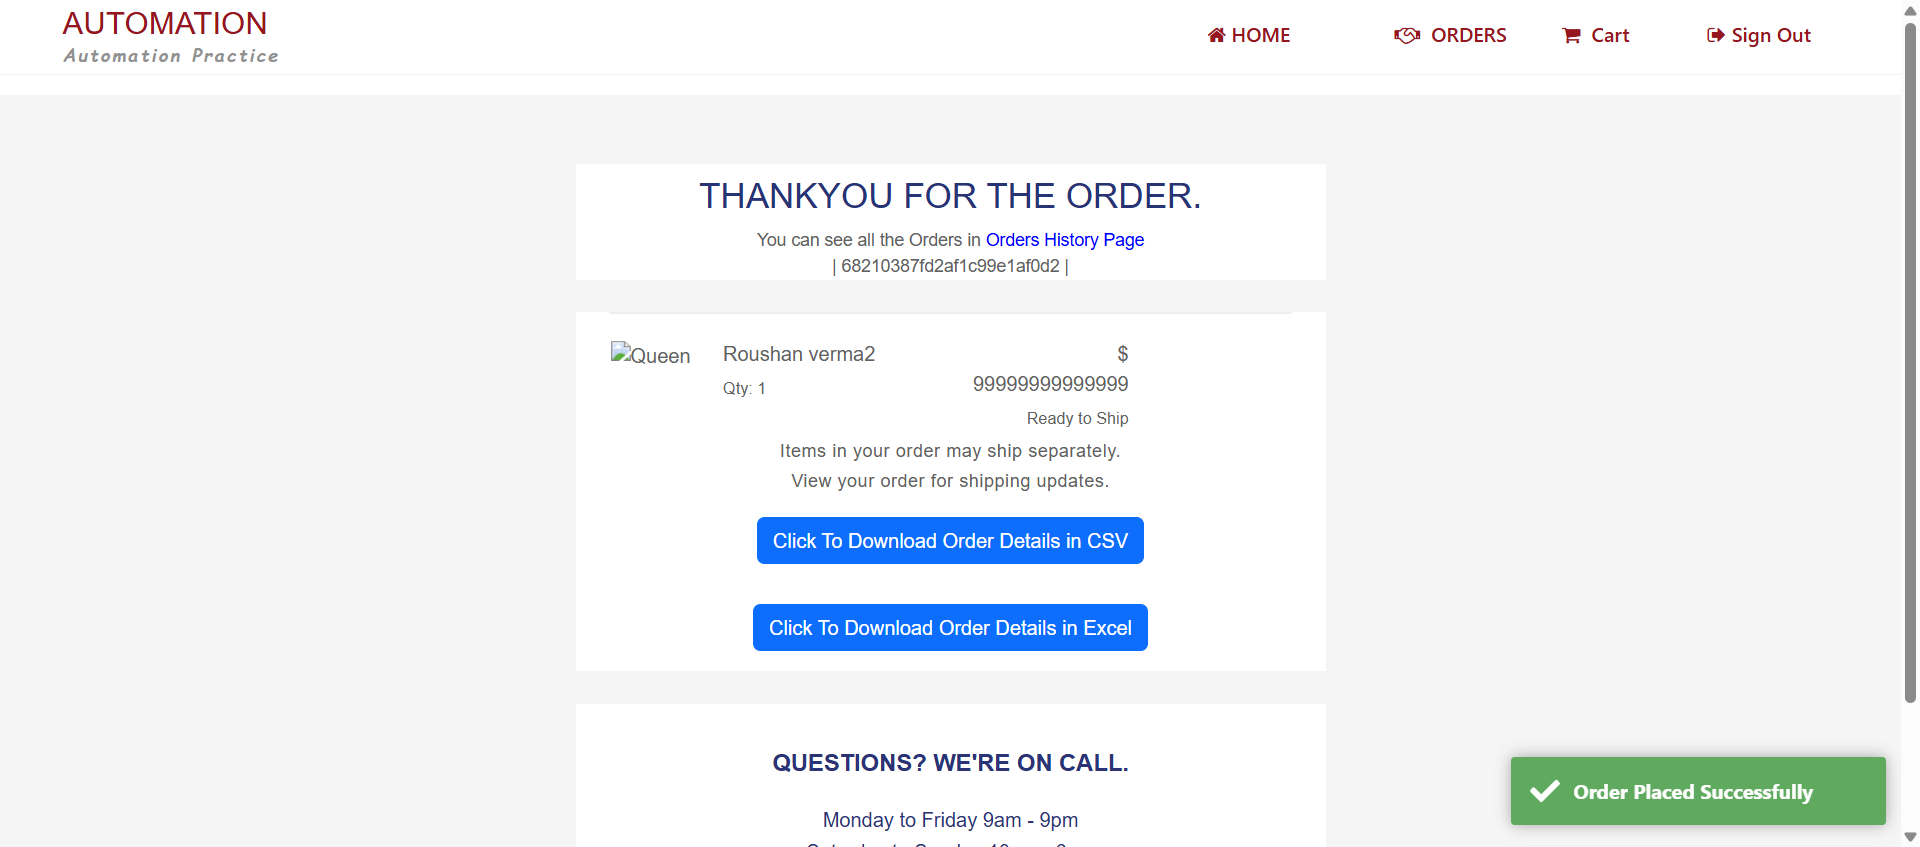 AUTOMATION
Automation Practice
HOME
ORDERS
Cart
Sign Out
THANKYOU FOR THE ORDER.
You can see all the Orders in Orders History Page
| 68210387fd2af1c99e1af0d2 |
Queen
Roushan verma2
Qty: 1
$
99999999999999
Ready to Ship
Items in your order may ship separately.
View your order for shipping updates.
Click To Download Order Details in CSV
Click To Download Order Details in Excel
QUESTIONS? WE'RE ON CALL.
Monday to Friday 9am - 9pm
Order Placed Successfully